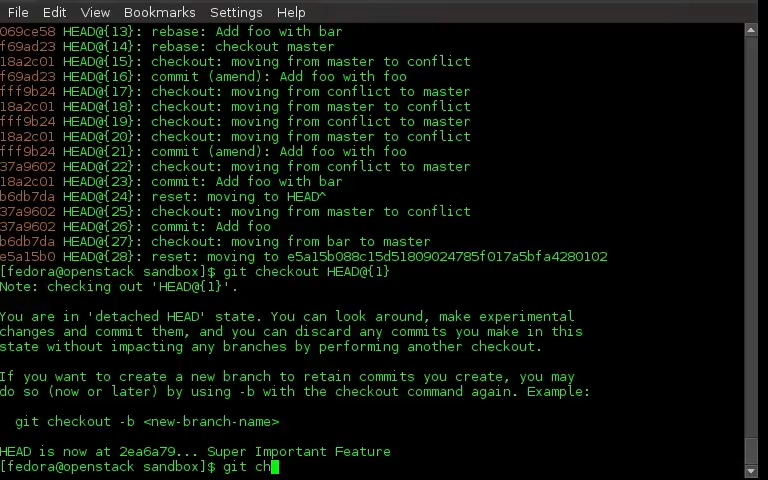 File Edit View Bookmarks Settings Help
069ce58 HEAD@{13}: rebase: Add foo with bar
f69ad23 HEAD@{14}: rebase: checkout master
18a2c01 HEAD@{15}: checkout: moving from master to conflict
f69ad23 HEAD@{16}: commit (amend): Add foo with foo
fff9b24 HEAD@{17}: checkout: moving from conflict to master
18a2c01 HEAD@{18}: checkout: moving from master to conflict
fff9b24 HEAD@{19}: checkout: moving from conflict to master
18a2c01 HEAD@{20}: checkout: moving from master to conflict
fff9b24 HEAD@{21}: commit (amend): Add foo with foo
37a9602 HEAD@{22}: checkout: moving from conflict to master
18a2c01 HEAD@{23}: commit: Add foo with bar
b6db7da HEAD@{24}: reset: moving to HEAD^
37a9602 HEAD@{25}: checkout: moving from master to conflict
37a9602 HEAD@{26}: commit: Add foo
b6db7da HEAD@{27}: checkout: moving from bar to master
e5a15b0 HEAD@{28}: reset: moving to e5a15b088c15d51809024785f017a5bfa4280102
[fedora@openstack sandbox]$ git checkout HEAD@{1}
Note: checking out 'HEAD@{1}'.
You are in 'detached HEAD' state. You can look around, make experimental
changes and commit them, and you can discard any commits you make in this
state without impacting any branches by performing another checkout.
If you want to create a new branch to retain commits you create, you may
do so (now or later) by using -b with the checkout command again. Example:
git checkout -b <new-branch-name>
HEAD is now at 2ea6a79... Super Important Feature
[fedora@openstack sandbox]$ git ch